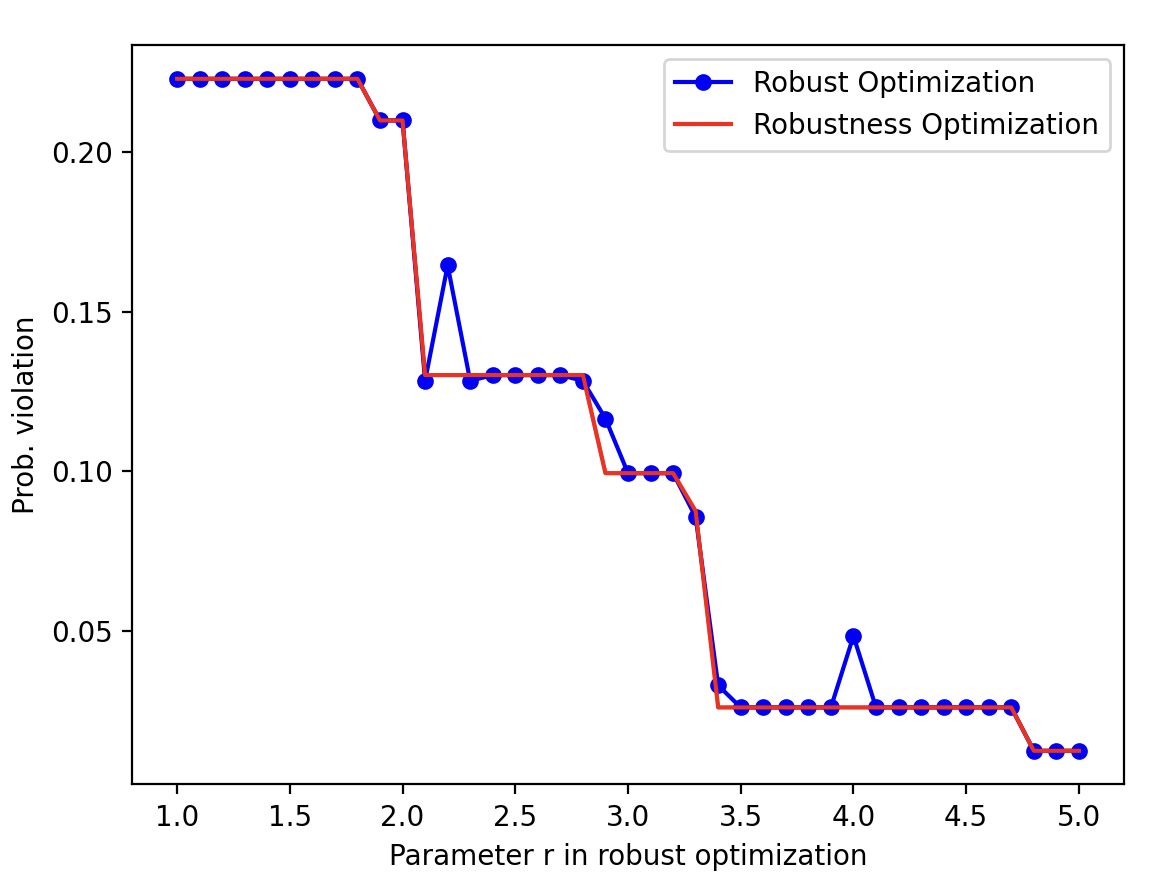 Robust Optimization
Robustness Optimization
0.20
0.15
0.10
0.05
Prob. violation
1.0 1.5 2.0 2.5 3.0 3.5 4.0 4.5 5.0
Parameter r in robust optimization